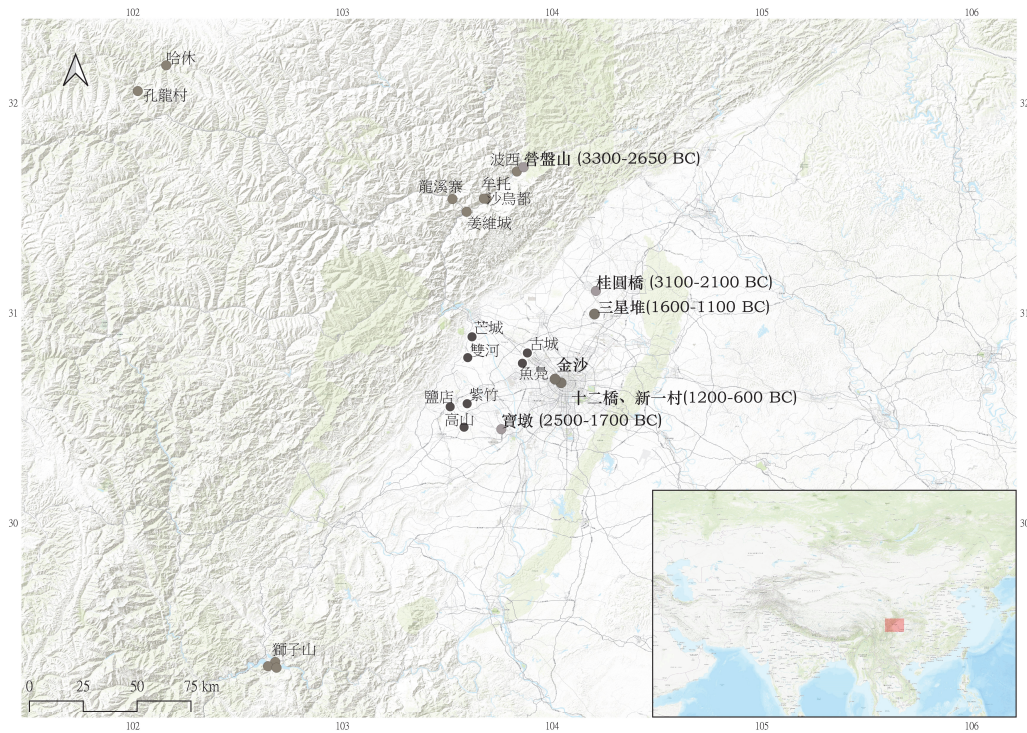 102 103 104 105 106
哈休
32 32
孔龍村
波西 營盤山 (3300-2650 BC)
龍溪寨 牟托
沙烏都
姜維城
桂圓橋 (3100-2100 BC)
31 三星堆(1600-1100 BC) 31
芒城
雙河 古城
魚鳧 金沙
鹽店 紫竹 十二橋、新一村(1200-600 BC)
高山 寶墩 (2500-1700 BC)
30 30
獅子山
0 25 50 75 km
102 103 104 105 106